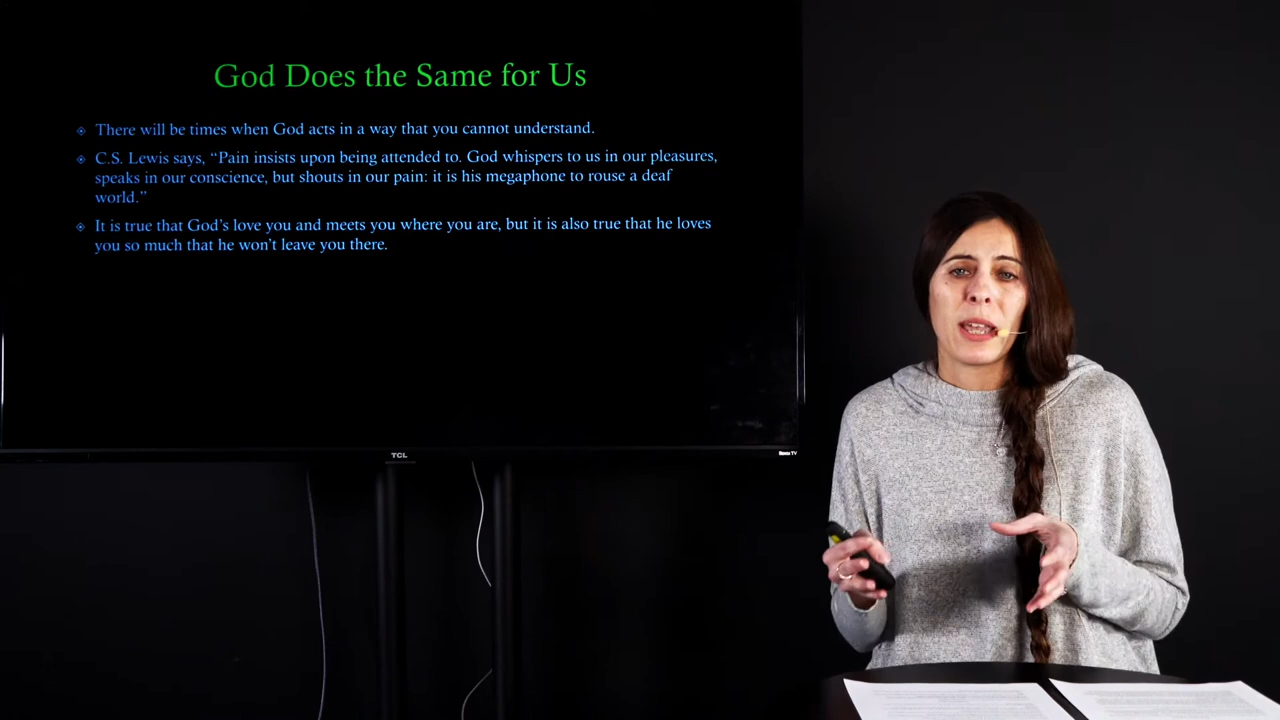 God Does the Same for Us
There will be times when God acts in a way that you cannot understand.
C.S. Lewis says, “Pain insists upon being attended to. God whispers to us in our pleasures,
speaks in our conscience, but shouts in our pain: it is his megaphone to rouse a deaf
world.”
It is true that God’s love you and meets you where you are, but it is also true that he loves
you so much that he won’t leave you there.
TCL
Roku TV